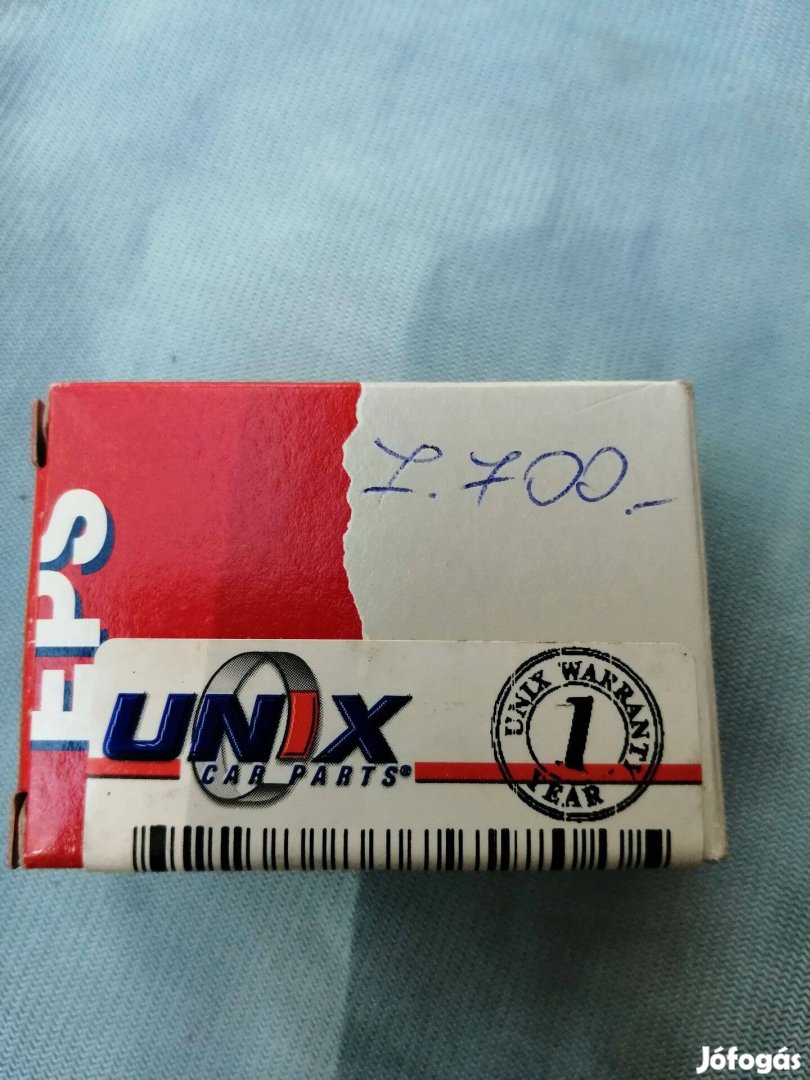 1.700.-
EPS
UNIX
CAR PARTS®
UNIX WARRANTY
1
YEAR
Jófogás